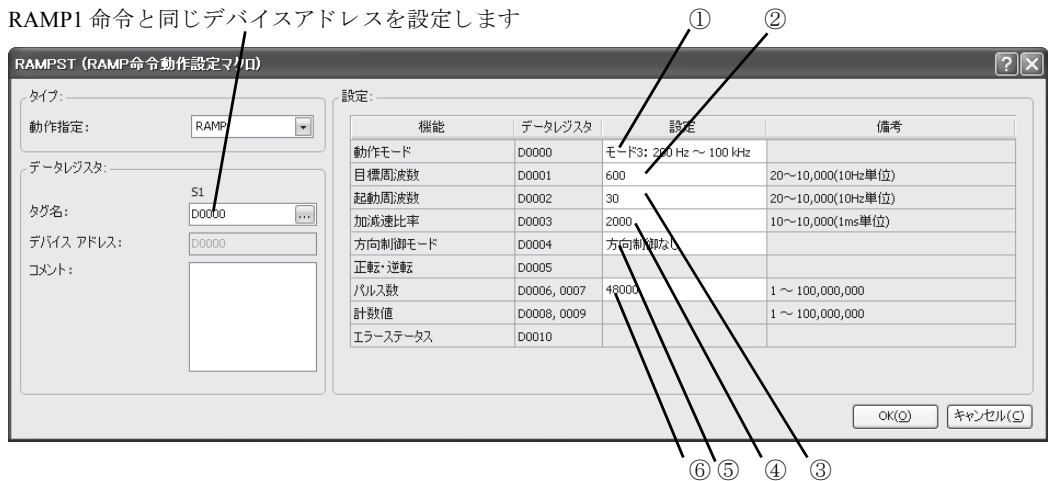 RAMP1 命令と同じデバイスアドレスを設定します
① ②
RAMPST (RAMP命令動作設定マクロ)
タイプ:
動作指定: RAMP
データレジスタ:
S1
タグ名: D0000 ...
デバイス アドレス: D0000
コメント:
設定:
機能 データレジスタ 設定 備考
動作モード D0000 モード3: 200 Hz ～ 100 kHz
目標周波数 D0001 600 20～10,000(10Hz単位)
起動周波数 D0002 30 20～10,000(10Hz単位)
加減速比率 D0003 2000 10～10,000(1ms単位)
方向制御モード D0004 方向制御なし
正転・逆転 D0005
パルス数 D0006, 0007 48000 1 ～ 100,000,000
計数値 D0008, 0009 1 ～ 100,000,000
エラーステータス D0010
OK(O) キャンセル(C)
⑥ ⑤ ④ ③